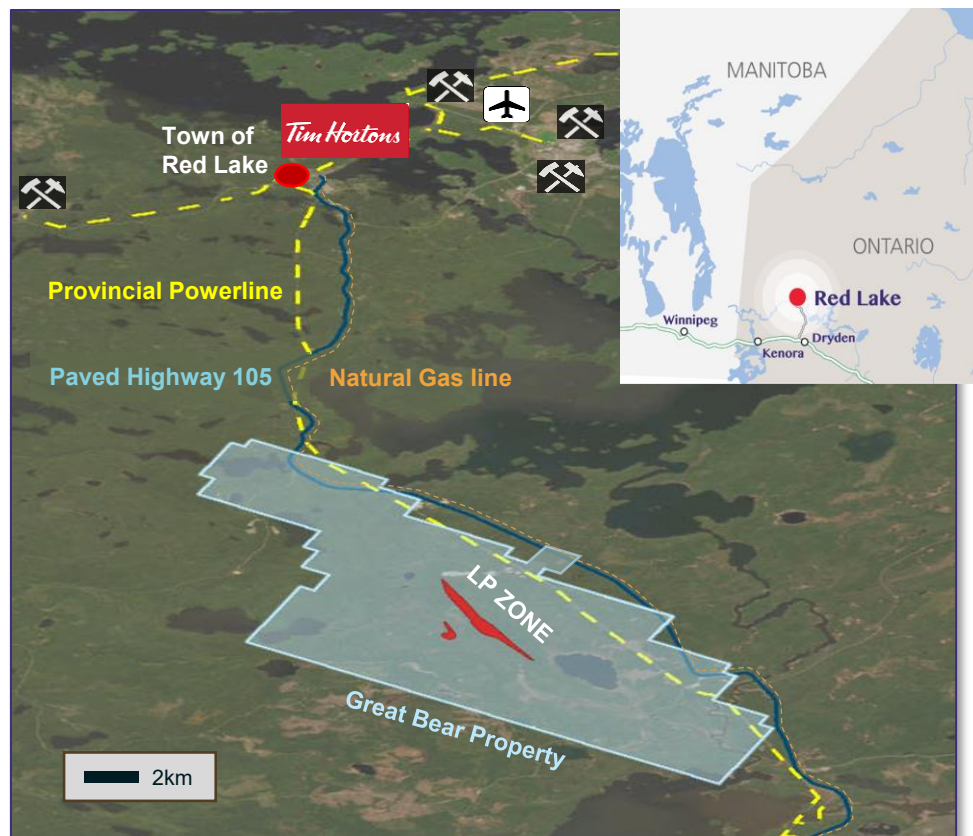 Town of
Red Lake
Tim Hortons
MANITOBA
ONTARIO
Red Lake
Winnipeg
Kenora
Dryden
Provincial Powerline
Paved Highway 105
Natural Gas line
LP ZONE
Great Bear Property
2km